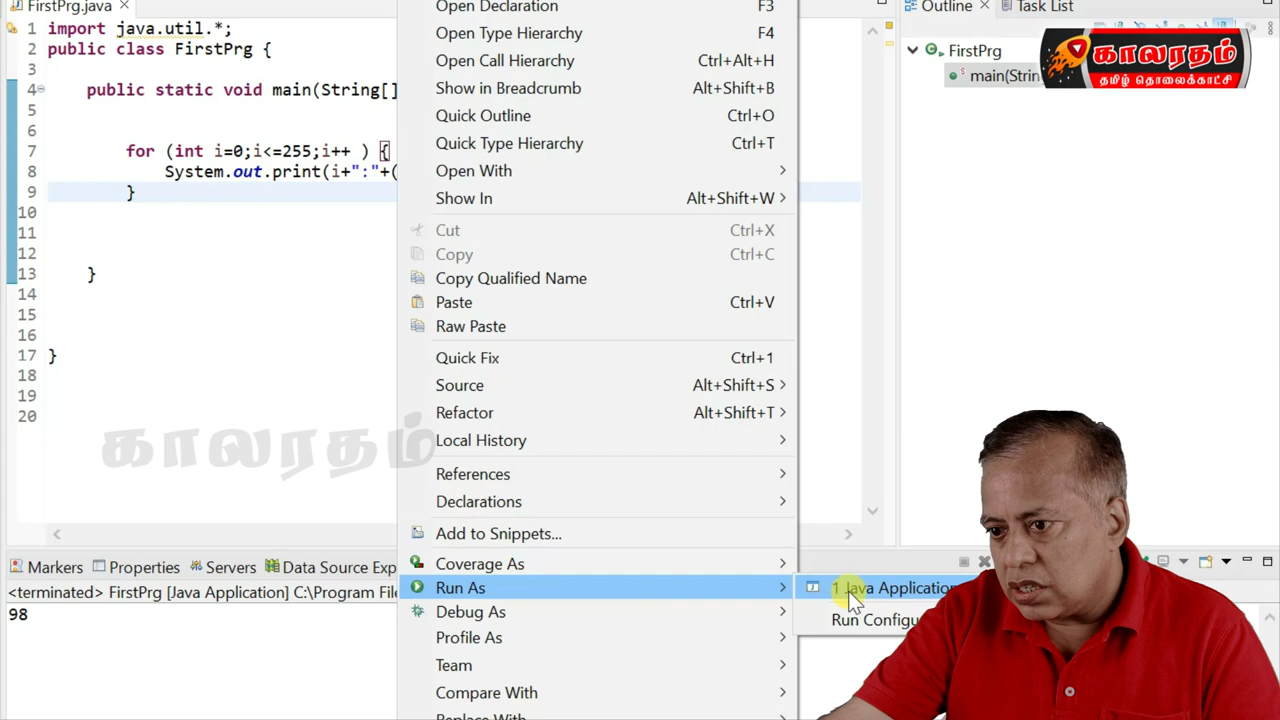 FirstPrg.java
Outline
Task List
1 import java.util.*;
2 public class FirstPrg {
3
4 public static void main(String[]
5
6
7 for (int i=0;i<=255;i++ ) {
8 System.out.print(i+":"+(
9 }
10
11
12
13 }
14
15
16
17 }
18
19
20
Open Declaration F3
Open Type Hierarchy F4
Open Call Hierarchy Ctrl+Alt+H
Show in Breadcrumb Alt+Shift+B
Quick Outline Ctrl+O
Quick Type Hierarchy Ctrl+T
Open With
Show In Alt+Shift+W
Cut Ctrl+X
Copy Ctrl+C
Copy Qualified Name
Paste Ctrl+V
Raw Paste
Quick Fix Ctrl+1
Source Alt+Shift+S
Refactor Alt+Shift+T
Local History
References
Declarations
Add to Snippets...
Coverage As
Run As
Debug As
Profile As
Team
Compare With
Replace With
1 Java Application
Run Configu
FirstPrg
main(Strin
காலரதம்
தமிழ் தொலைக்காட்சி
காலரதம்
Markers Properties Servers Data Source Exp
<terminated> FirstPrg [Java Application] C:\Program File
98